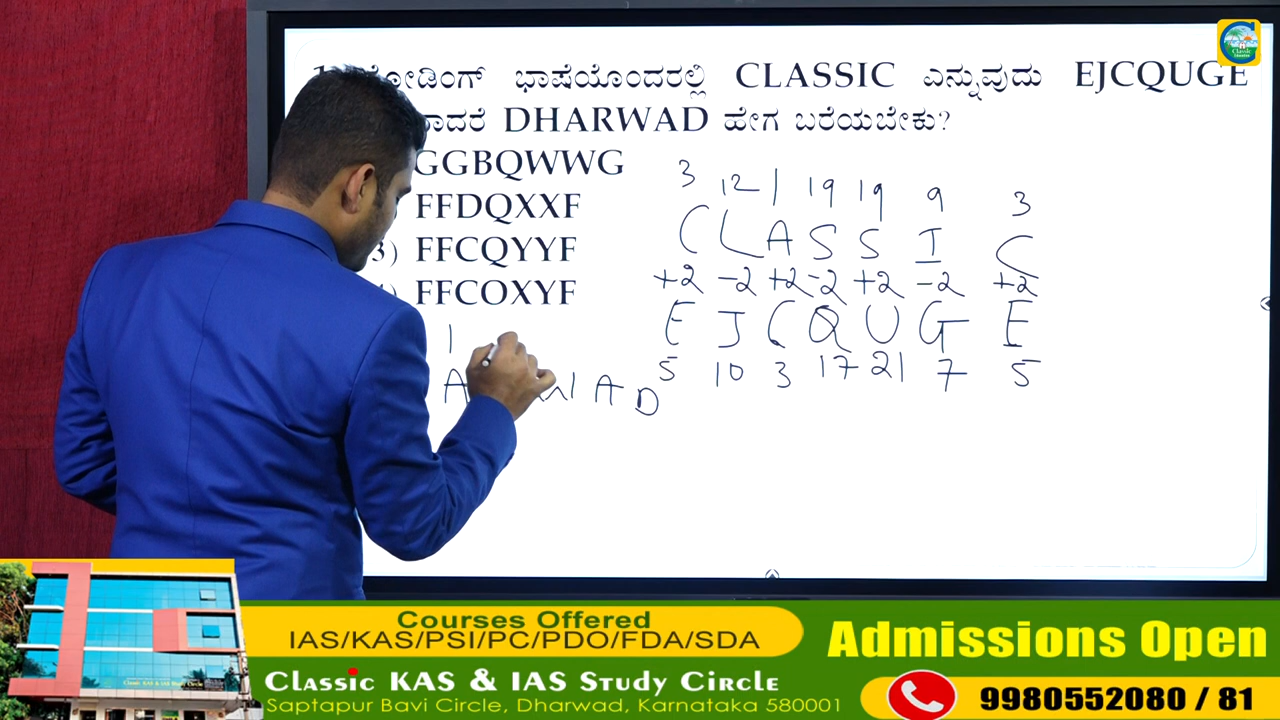 ಭಾಷೆಯೊಂದರಲ್ಲಿ CLASSIC ಎನ್ನುವುದು EJCQUGE
DHARWAD ಹೇಗೆ ಬರೆಯಬೇಕು?
GGBQWWG
FFDQXXF
3) FFCQYYF
FFCOXYF
3 12 1 19 19 9 3
C L A S S I C
+2 -2 +2 -2 +2 -2 +2
E J C Q U G E
5 10 3 17 21 7 5
1
A W A D
Courses Offered
IAS/KAS/PSI/PC/PDO/FDA/SDA
Classic KAS & IAS Study Circle
Saptapur Bavi Circle, Dharwad, Karnataka 580001
Admissions Open
9980552080 / 81